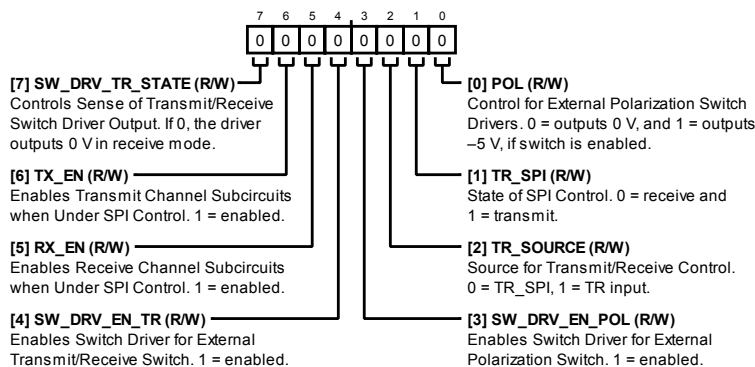 7 6 5 4 3 2 1 0
0 0 0 0 0 0 0 0
[7] SW_DRV_TR_STATE (R/W)
Controls Sense of Transmit/Receive
Switch Driver Output. If 0, the driver
outputs 0 V in receive mode.
[6] TX_EN (R/W)
Enables Transmit Channel Subcircuits
when Under SPI Control. 1 = enabled.
[5] RX_EN (R/W)
Enables Receive Channel Subcircuits
when Under SPI Control. 1 = enabled.
[4] SW_DRV_EN_TR (R/W)
Enables Switch Driver for External
Transmit/Receive Switch. 1 = enabled.
[0] POL (R/W)
Control for External Polarization Switch
Drivers. 0 = outputs 0 V, and 1 = outputs
–5 V, if switch is enabled.
[1] TR_SPI (R/W)
State of SPI Control. 0 = receive and
1 = transmit.
[2] TR_SOURCE (R/W)
Source for Transmit/Receive Control.
0 = TR_SPI, 1 = TR input.
[3] SW_DRV_EN_POL (R/W)
Enables Switch Driver for External
Polarization Switch. 1 = enabled.